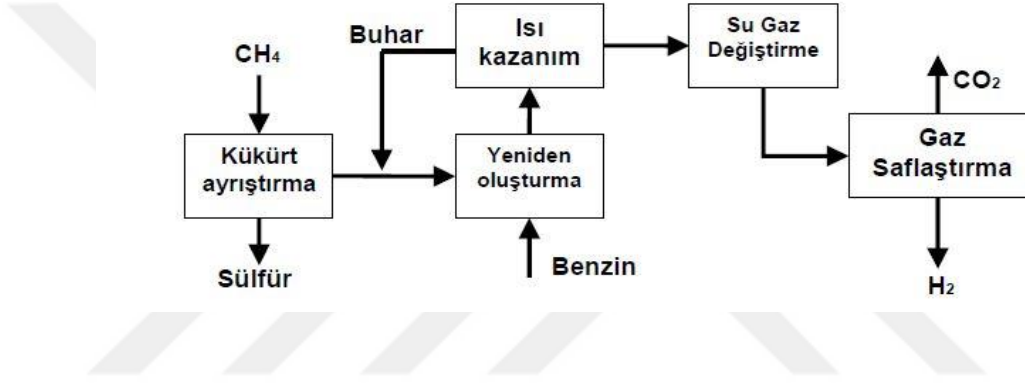 CH4
Kükürt
ayrıştırma
Sülfür
Buhar
Isı
kazanım
Yeniden
oluşturma
Benzin
Su Gaz
Değiştirme
CO2
Gaz
Saflaştırma
H2